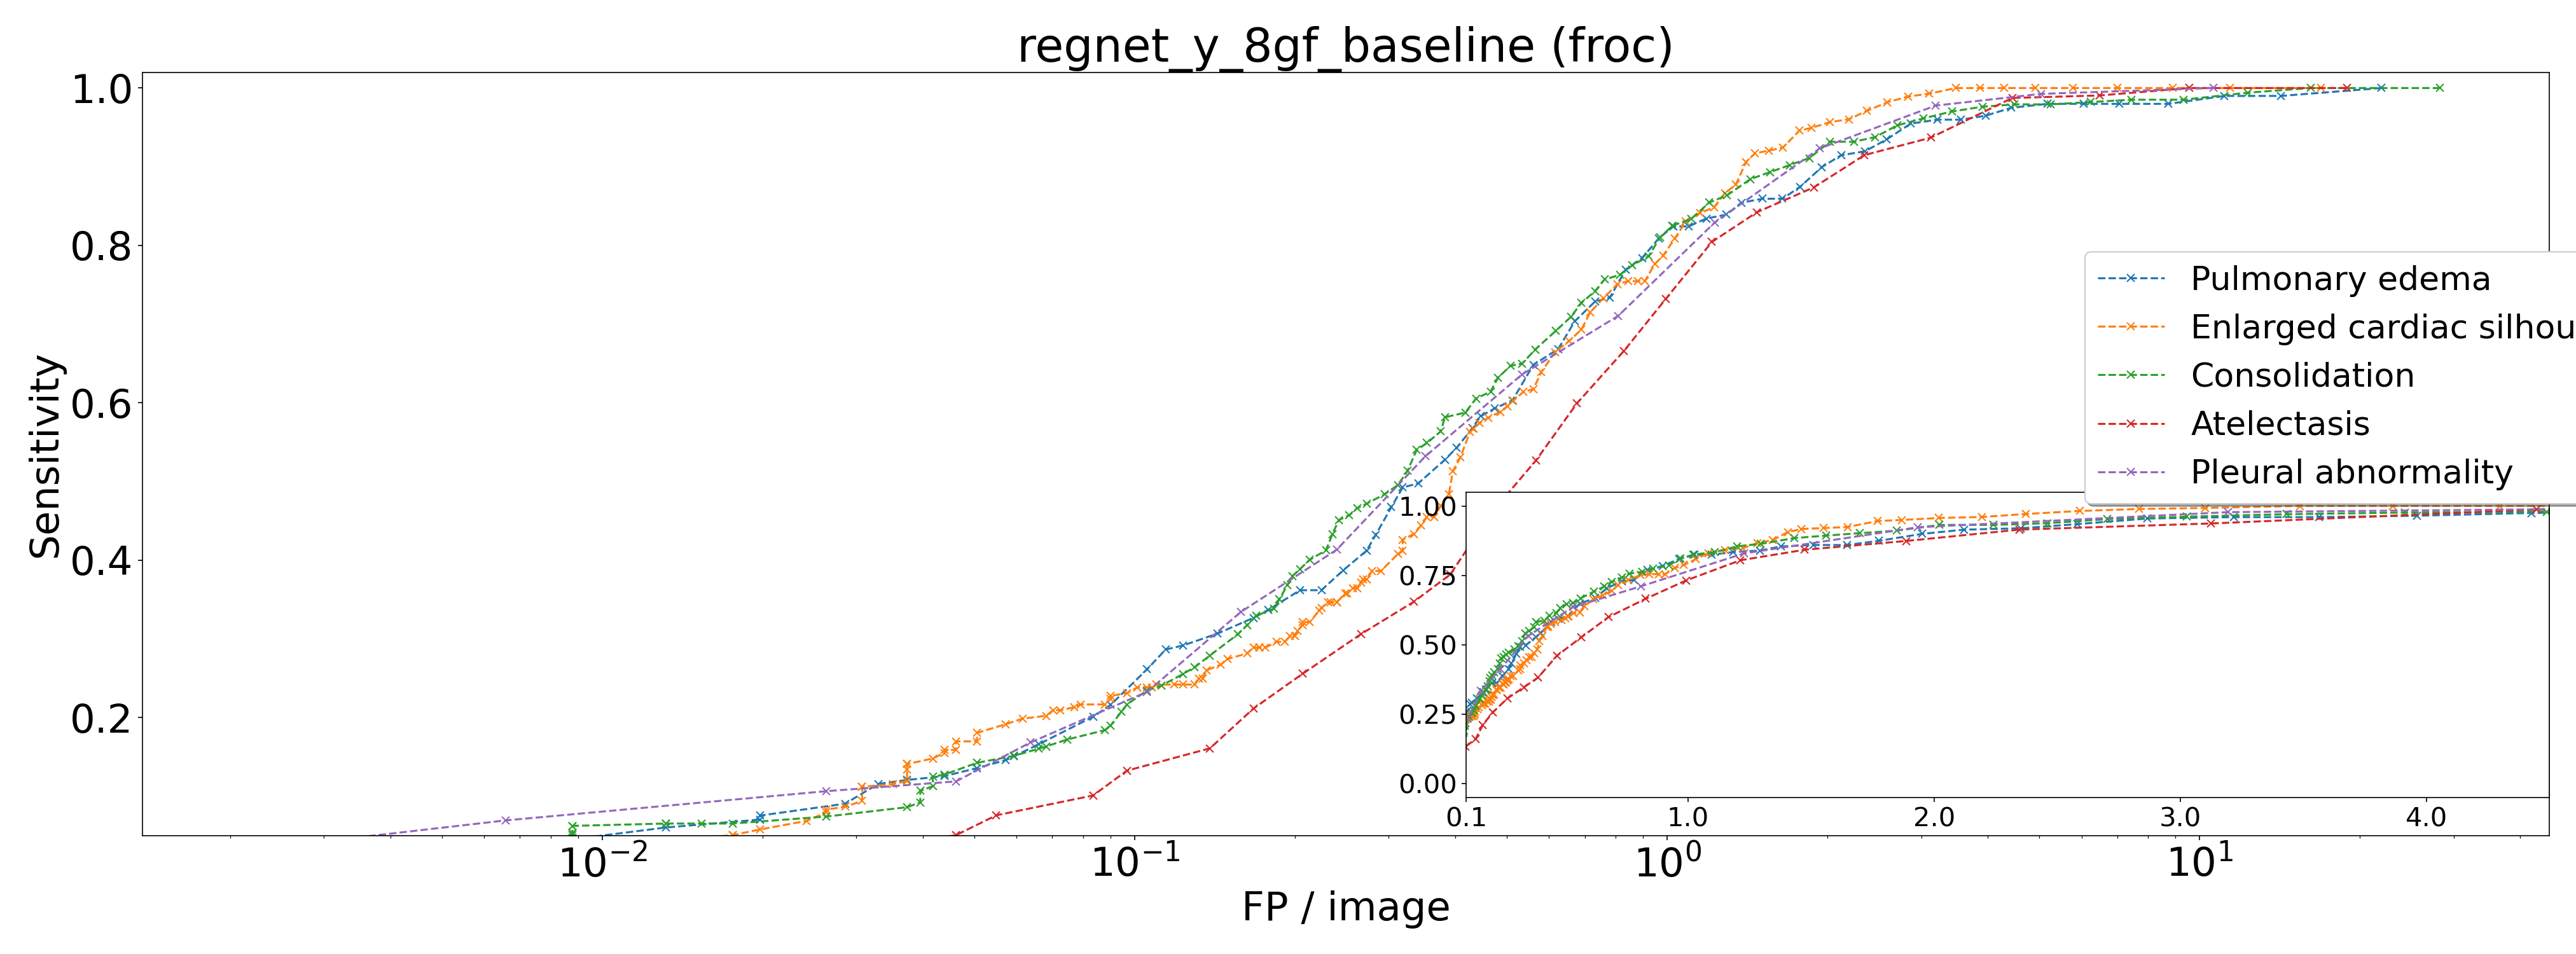 regnet_y_8gf_baseline (froc)
1.0
0.8
0.6
0.4
0.2
Sensitivity
Pulmonary edema
Enlarged cardiac silhou
Consolidation
Atelectasis
Pleural abnormality
1.00
0.75
0.50
0.25
0.00
0.1 1.0 2.0 3.0 4.0
10⁻² 10⁻¹ 10⁰ 10¹
FP / image